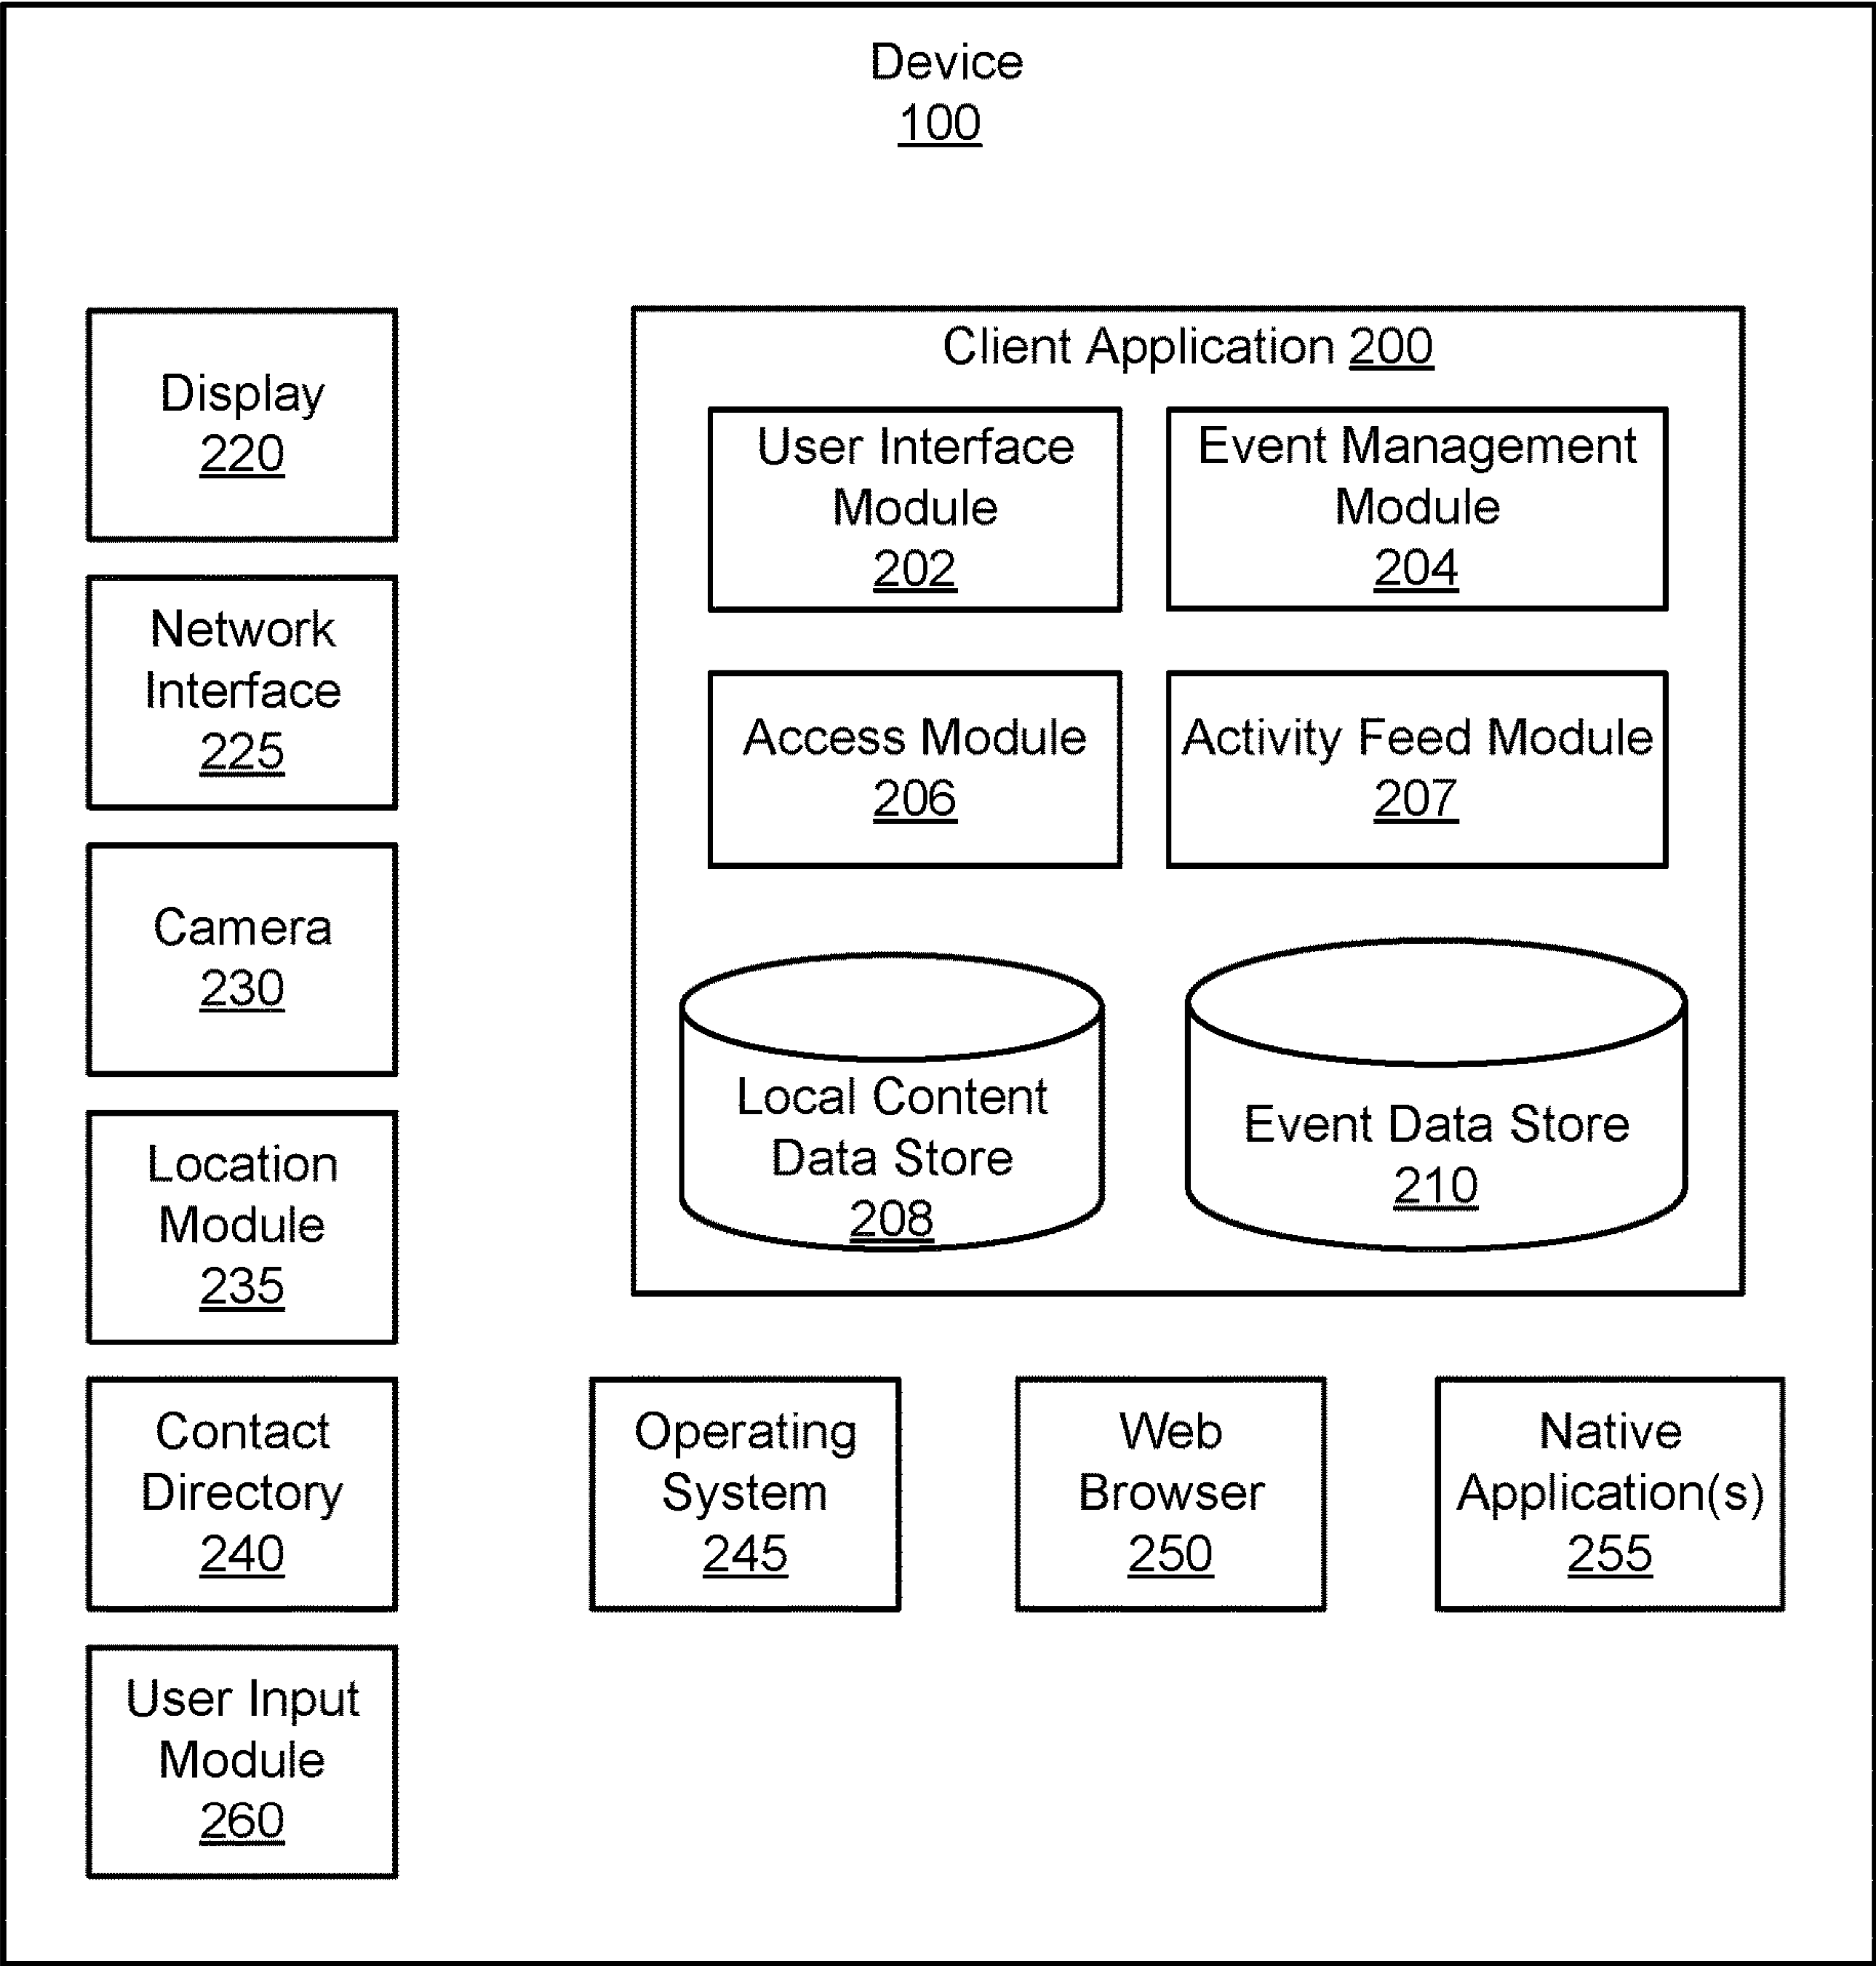 Device
100
Display
220
Network
Interface
225
Camera
230
Location
Module
235
Contact
Directory
240
User Input
Module
260
Client Application 200
User Interface
Module
202
Event Management
Module
204
Access Module
206
Activity Feed Module
207
Local Content
Data Store
208
Event Data Store
210
Operating
System
245
Web
Browser
250
Native
Application(s)
255